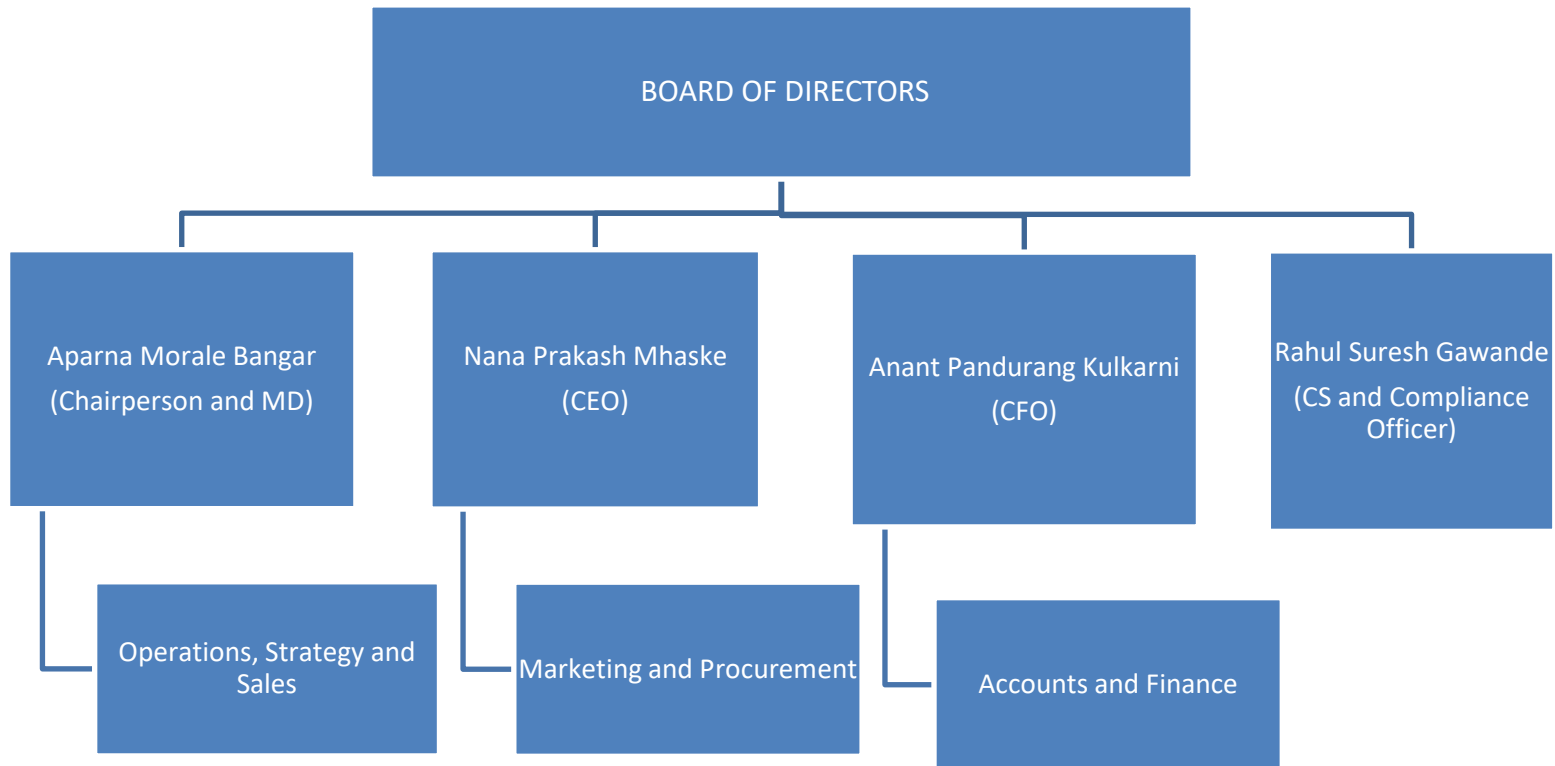 BOARD OF DIRECTORS
Aparna Morale Bangar
(Chairperson and MD)
Nana Prakash Mhaske
(CEO)
Anant Pandurang Kulkarni
(CFO)
Rahul Suresh Gawande
(CS and Compliance
Officer)
Operations, Strategy and
Sales
Marketing and Procurement
Accounts and Finance